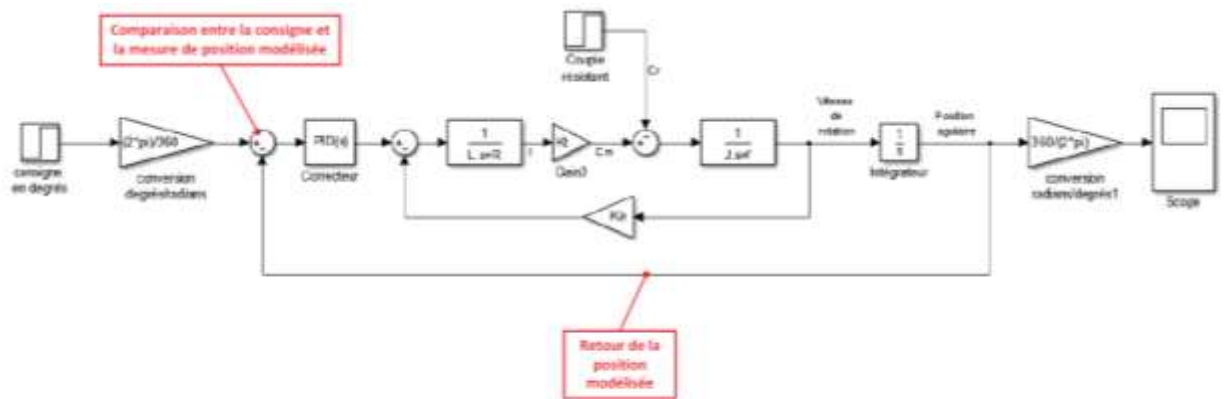 Comparaison entre la consigne et
la mesure de position modélisée
Couple
résistant
Cr
Vitesse
de
rotation
Position
agulaire
(2*pi)/360
PID(s)
1
L.s+R
I
Kt
Cm
1
1
s
360/(2*pi)
consigne
en degrés
conversion
degrés/radians
Correcteur
Gain3
Intégrateur
conversion
radians/degrés1
Scope
Retour de la
position
modélisée